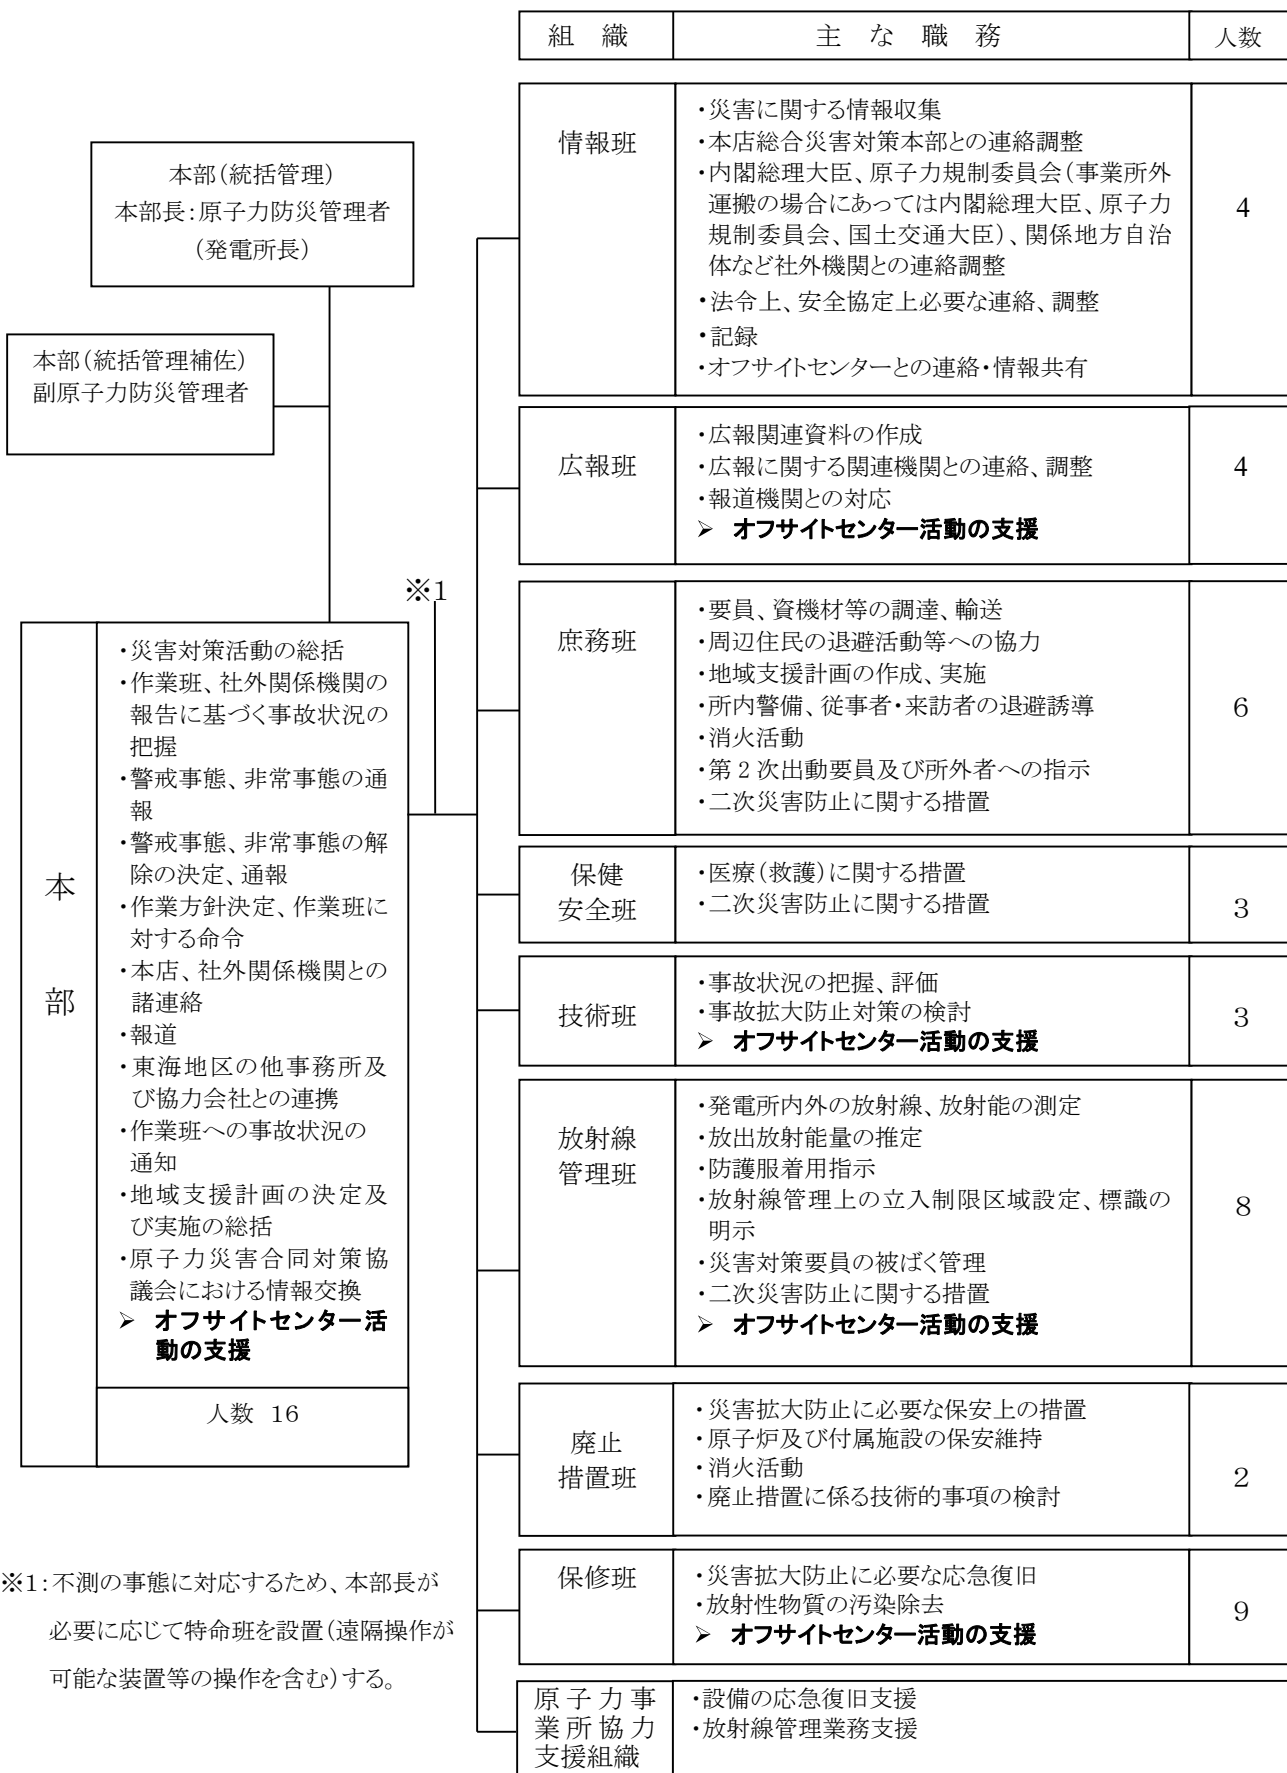 組　織　主　な　職　務　人数
本部（統括管理）
本部長：原子力防災管理者
（発電所長）
本部（統括管理補佐）
副原子力防災管理者
※1
本
部
・災害対策活動の総括
・作業班、社外関係機関の
報告に基づく事故状況の
把握
・警戒事態、非常事態の通
報
・警戒事態、非常事態の解
除の決定、通報
・作業方針決定、作業班に
対する命令
・本店、社外関係機関との
諸連絡
・報道
・東海地区の他事務所及
び協力会社との連携
・作業班への事故状況の
通知
・地域支援計画の決定及
び実施の総括
・原子力災害合同対策協
議会における情報交換
➢ オフサイトセンター活
動の支援
人数 16
※1：不測の事態に対応するため、本部長が
必要に応じて特命班を設置（遠隔操作が
可能な装置等の操作を含む）する。
情報班
・災害に関する情報収集
・本店総合災害対策本部との連絡調整
・内閣総理大臣、原子力規制委員会（事業所外
運搬の場合にあっては内閣総理大臣、原子力
規制委員会、国土交通大臣）、関係地方自治
体など社外機関との連絡調整
・法令上、安全協定上必要な連絡、調整
・記録
・オフサイトセンターとの連絡・情報共有
4
広報班
・広報関連資料の作成
・広報に関する関連機関との連絡、調整
・報道機関との対応
➢ オフサイトセンター活動の支援
4
庶務班
・要員、資機材等の調達、輸送
・周辺住民の退避活動等への協力
・地域支援計画の作成、実施
・所内警備、従事者・来訪者の退避誘導
・消火活動
・第 2 次出動要員及び所外者への指示
・二次災害防止に関する措置
6
保健
安全班
・医療（救護）に関する措置
・二次災害防止に関する措置
3
技術班
・事故状況の把握、評価
・事故拡大防止対策の検討
➢ オフサイトセンター活動の支援
3
放射線
管理班
・発電所内外の放射線、放射能の測定
・放出放射能量の推定
・防護服着用指示
・放射線管理上の立入制限区域設定、標識の
明示
・災害対策要員の被ばく管理
・二次災害防止に関する措置
➢ オフサイトセンター活動の支援
8
廃止
措置班
・災害拡大防止に必要な保安上の措置
・原子炉及び付属施設の保安維持
・消火活動
・廃止措置に係る技術的事項の検討
2
保修班
・災害拡大防止に必要な応急復旧
・放射性物質の汚染除去
➢ オフサイトセンター活動の支援
9
原子力事
業所協力
支援組織
・設備の応急復旧支援
・放射線管理業務支援